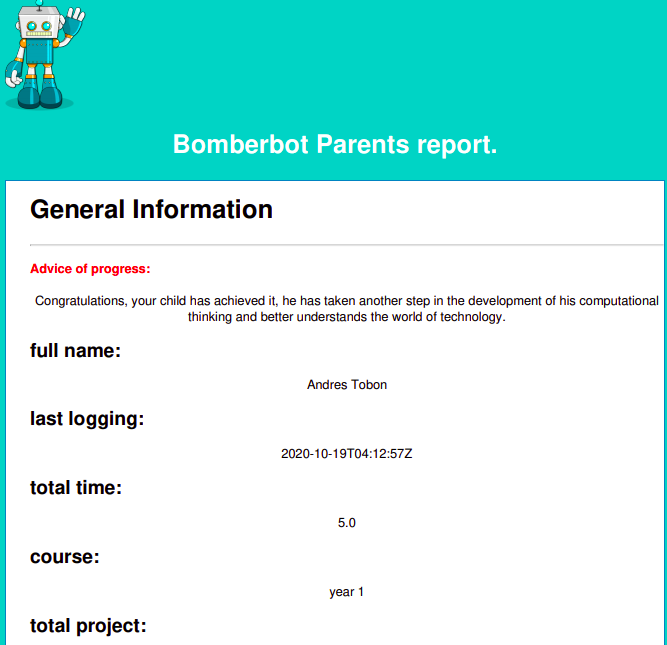 Bomberbot Parents report.
General Information
Advice of progress:
Congratulations, your child has achieved it, he has taken another step in the development of his computational
thinking and better understands the world of technology.
full name:
Andres Tobon
last logging:
2020-10-19T04:12:57Z
total time:
5.0
course:
year 1
total project: